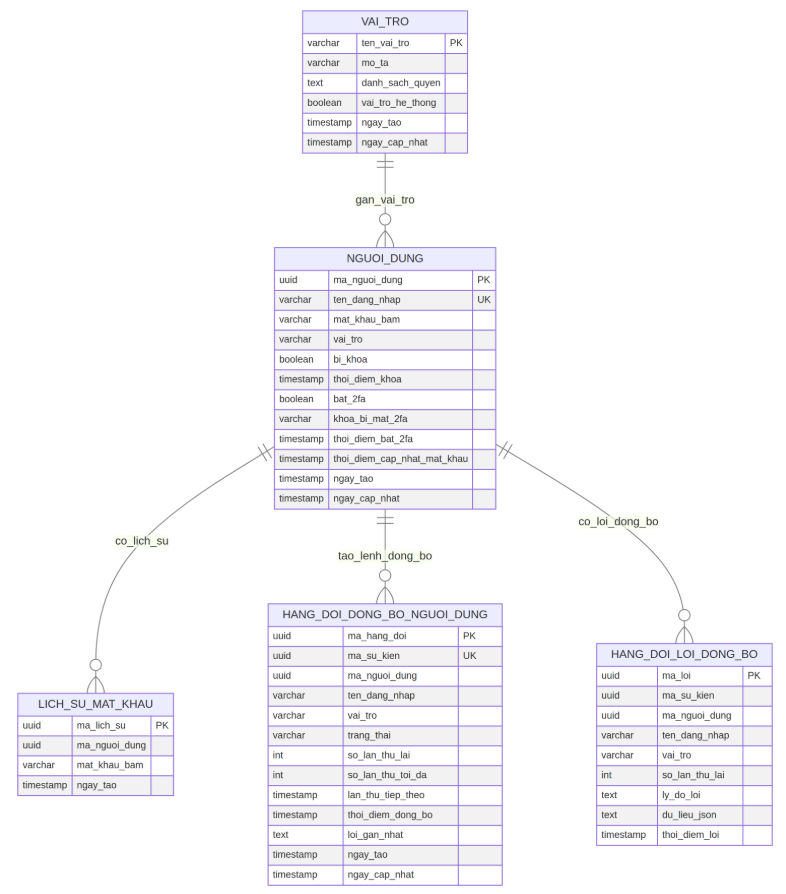 VAI_TRO
varchar ten_vai_tro PK
varchar mo_ta
text danh_sach_quyen
boolean vai_tro_he_thong
timestamp ngay_tao
timestamp ngay_cap_nhat
gan_vai_tro
NGUOI_DUNG
uuid ma_nguoi_dung PK
varchar ten_dang_nhap UK
varchar mat_khau_bam
varchar vai_tro
boolean bi_khoa
timestamp thoi_diem_khoa
boolean bat_2fa
varchar khoa_bi_mat_2fa
timestamp thoi_diem_bat_2fa
timestamp thoi_diem_cap_nhat_mat_khau
timestamp ngay_tao
timestamp ngay_cap_nhat
co_lich_su
tao_lenh_dong_bo
co_loi_dong_bo
LICH_SU_MAT_KHAU
uuid ma_lich_su PK
uuid ma_nguoi_dung
varchar mat_khau_bam
timestamp ngay_tao
HANG_DOI_DONG_BO_NGUOI_DUNG
uuid ma_hang_doi PK
uuid ma_su_kien UK
uuid ma_nguoi_dung
varchar ten_dang_nhap
varchar vai_tro
varchar trang_thai
int so_lan_thu_lai
int so_lan_thu_toi_da
timestamp lan_thu_tiep_theo
timestamp thoi_diem_dong_bo
text loi_gan_nhat
timestamp ngay_tao
timestamp ngay_cap_nhat
HANG_DOI_LOI_DONG_BO
uuid ma_loi PK
uuid ma_su_kien
uuid ma_nguoi_dung
varchar ten_dang_nhap
varchar vai_tro
int so_lan_thu_lai
text ly_do_loi
text du_lieu_json
timestamp thoi_diem_loi